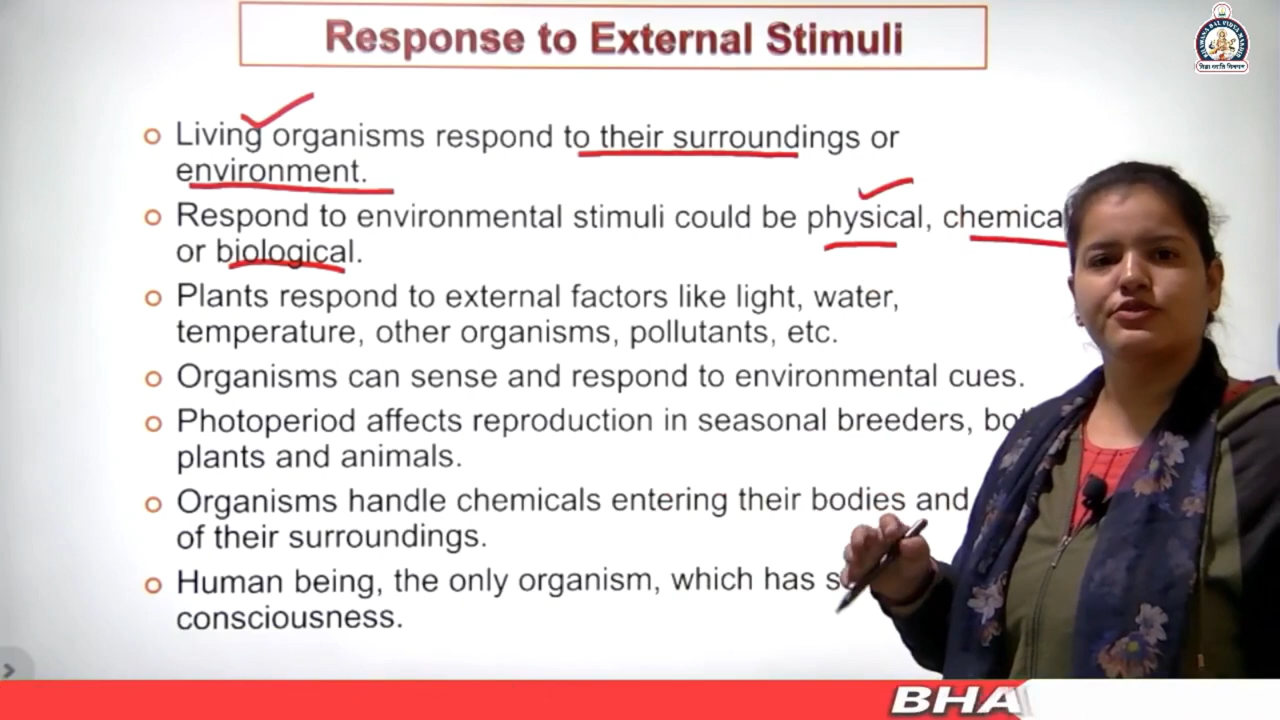 Response to External Stimuli
Living organisms respond to their surroundings or
environment.
Respond to environmental stimuli could be physical, chemica
or biological.
Plants respond to external factors like light, water,
temperature, other organisms, pollutants, etc.
Organisms can sense and respond to environmental cues.
Photoperiod affects reproduction in seasonal breeders, bo
plants and animals.
Organisms handle chemicals entering their bodies and
of their surroundings.
Human being, the only organism, which has s
consciousness.
BHA